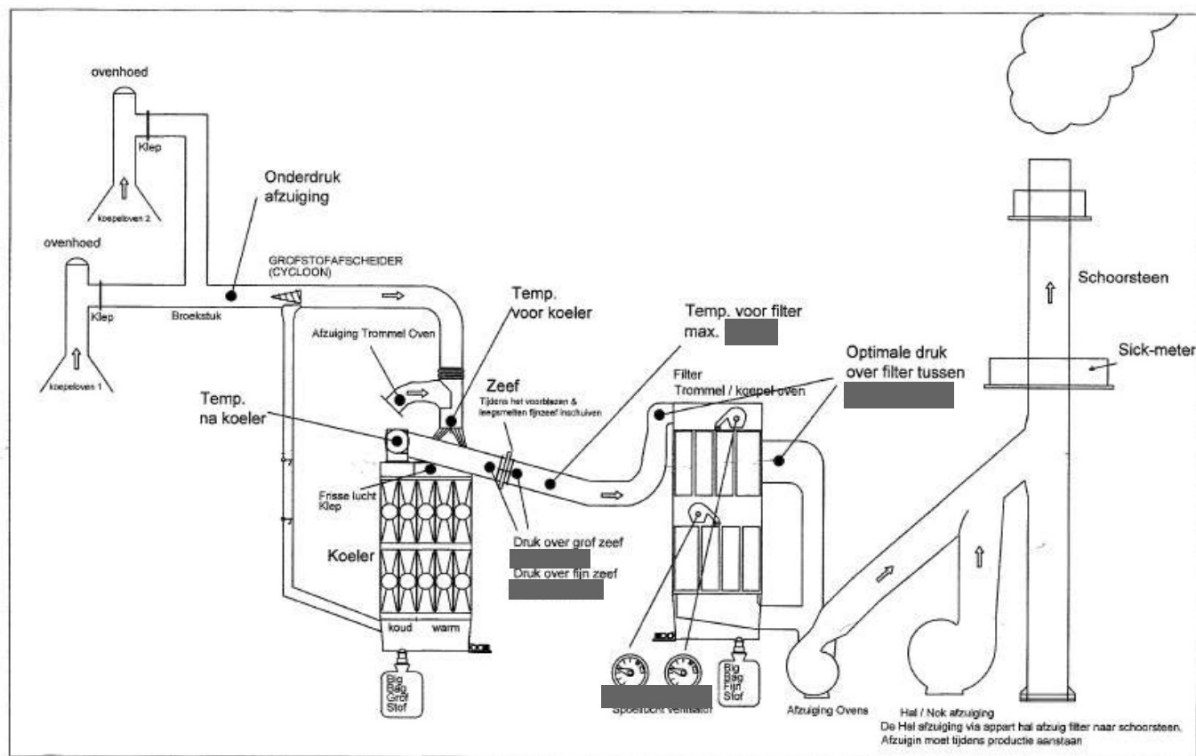 ovenhoed
Klep
koepeloven 2
Onderdruk
afzuiging
ovenhoed
GROFSTOFAFSCHEIDER
(CYCLOON)
Klep
Broekstuk
koepeloven 1
Afzuiging Trommel Oven
Temp.
voor koeler
Temp.
na koeler
Zeef
Tijdens het voorblazen &
leegsmelten fijnzeef inschuiven
Temp. voor filter
max.
Filter
Trommel / koepel oven
Optimale druk
over filter tussen
Schoorsteen
Sick-meter
Frisse lucht
Klep
Koeler
Druk over grof zeef
Druk over fijn zeef
koud
warm
Big
Bag
Grof
Stof
Big
Bag
Fijn
Stof
Afzuiging Ovens
Hal / Nok afzuiging
De Hal afzuiging via appart hal afzuig filter naar schoorsteen.
Afzuigin moet tijdens productie aanstaan